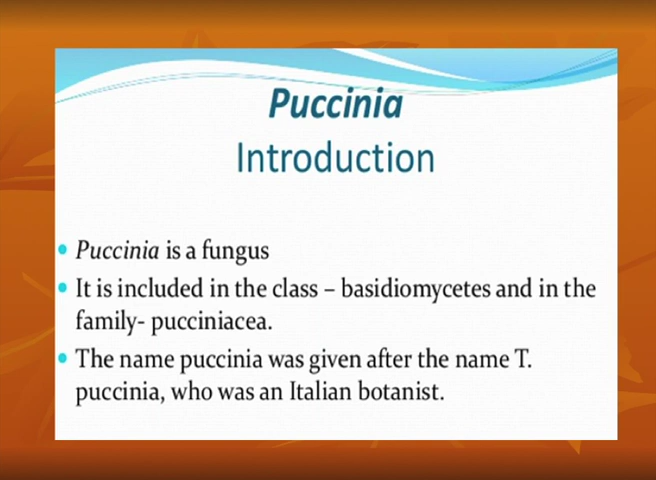 Puccinia
Introduction
• Puccinia is a fungus
• It is included in the class – basidiomycetes and in the
family- pucciniacea.
• The name puccinia was given after the name T.
puccinia, who was an Italian botanist.